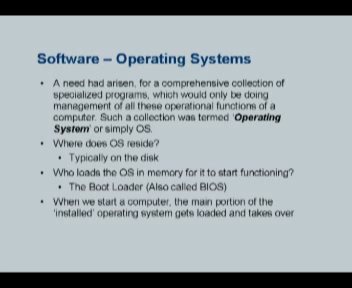 Software – Operating Systems
• A need had arisen, for a comprehensive collection of
specialized programs, which would only be doing
management of all these operational functions of a
computer. Such a collection was termed 'Operating
System' or simply OS.
• Where does OS reside?
• Typically on the disk
• Who loads the OS in memory for it to start functioning?
• The Boot Loader (Also called BIOS)
• When we start a computer, the main portion of the
'installed' operating system gets loaded and takes over